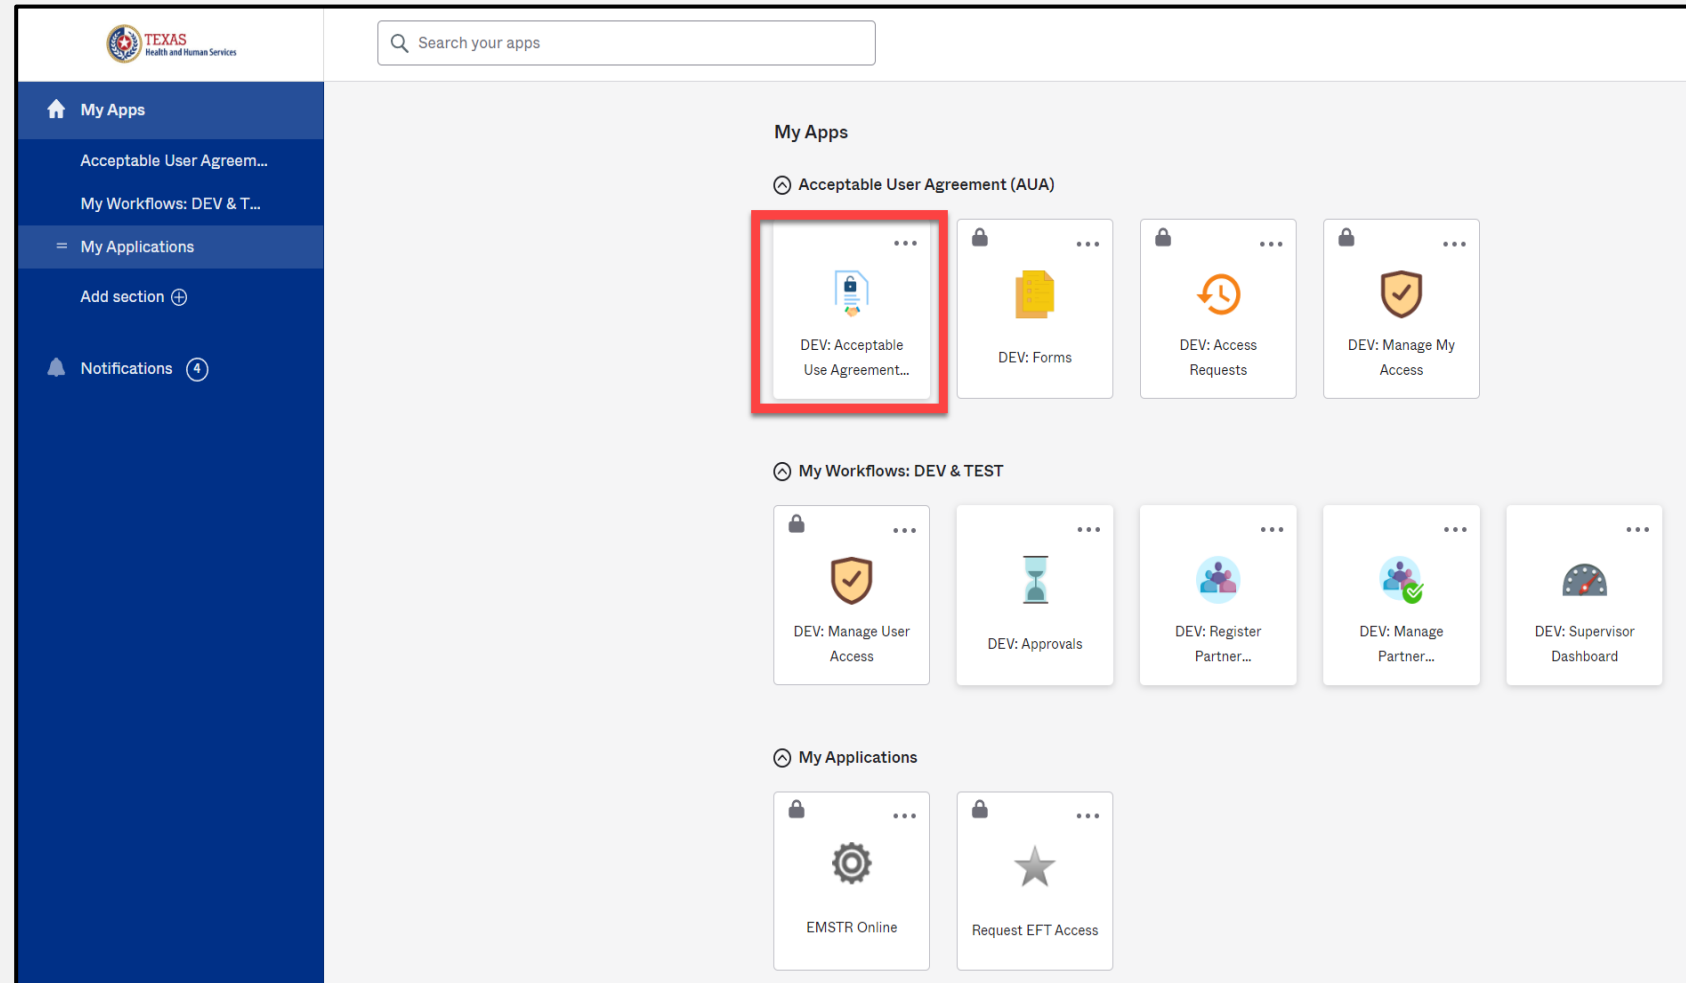 TEXAS
Health and Human Services
Search your apps
My Apps
Acceptable User Agreem...
My Workflows: DEV & T...
My Applications
Add section
Notifications 4
My Apps
Acceptable User Agreement (AUA)
DEV: Acceptable
Use Agreement...
DEV: Forms
DEV: Access
Requests
DEV: Manage My
Access
My Workflows: DEV & TEST
DEV: Manage User
Access
DEV: Approvals
DEV: Register
Partner...
DEV: Manage
Partner...
DEV: Supervisor
Dashboard
My Applications
EMSTR Online
Request EFT Access